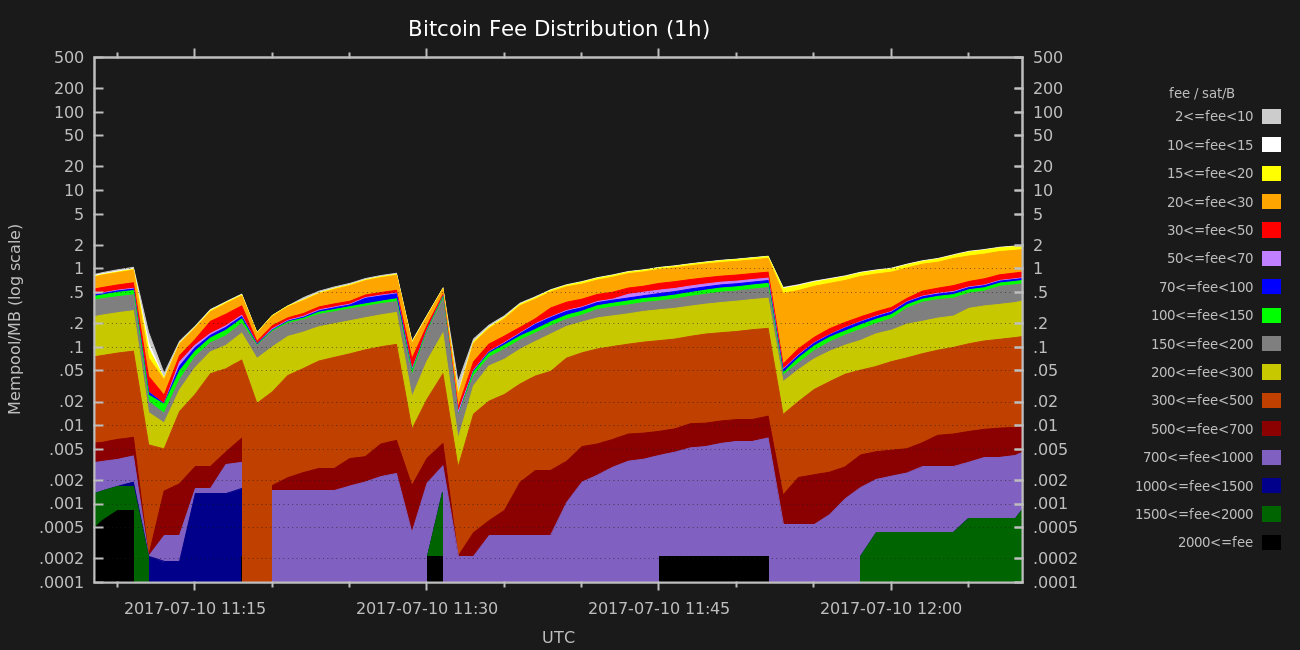 Bitcoin Fee Distribution (1h)
Mempool/MB (log scale)
500
200
100
50
20
10
5
2
1
.5
.2
.1
.05
.02
.01
.005
.002
.001
.0005
.0002
.0001
500
200
100
50
20
10
5
2
1
.5
.2
.1
.05
.02
.01
.005
.002
.001
.0005
.0002
.0001
2017-07-10 11:15
2017-07-10 11:30
2017-07-10 11:45
2017-07-10 12:00
UTC
fee / sat/B
2<=fee<10
10<=fee<15
15<=fee<20
20<=fee<30
30<=fee<50
50<=fee<70
70<=fee<100
100<=fee<150
150<=fee<200
200<=fee<300
300<=fee<500
500<=fee<700
700<=fee<1000
1000<=fee<1500
1500<=fee<2000
2000<=fee